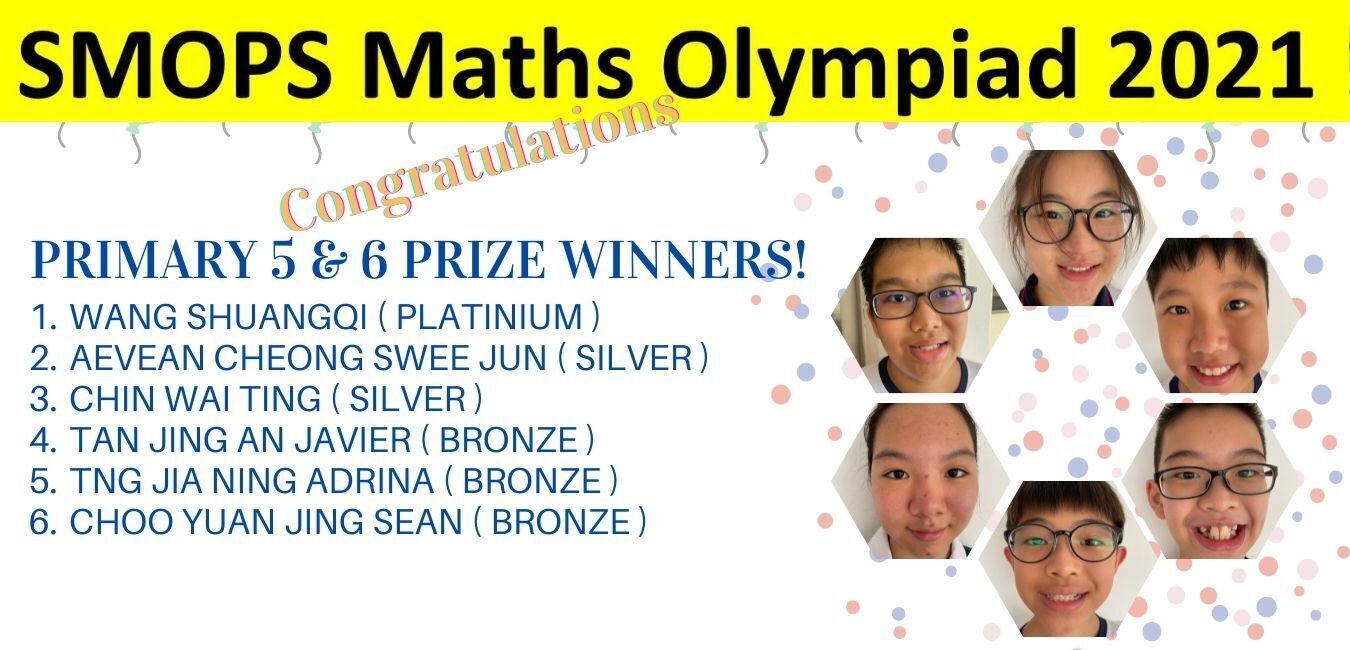 SMOPS Maths Olympiad 2021
Congratulations
PRIMARY 5 & 6 PRIZE WINNERS!
1. WANG SHUANGQI ( PLATINIUM )
2. AEVEAN CHEONG SWEE JUN ( SILVER )
3. CHIN WAI TING ( SILVER )
4. TAN JING AN JAVIER ( BRONZE )
5. TNG JIA NING ADRINA ( BRONZE )
6. CHOO YUAN JING SEAN ( BRONZE )